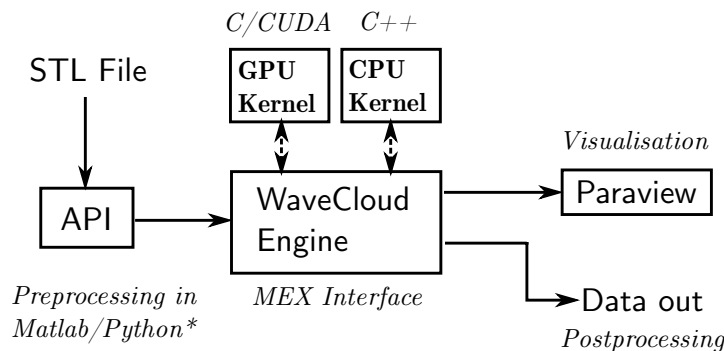 C/CUDA
C++
STL File
GPU
Kernel
CPU
Kernel
Visualisation
API
WaveCloud
Engine
Paraview
Preprocessing in
Matlab/Python*
MEX Interface
Data out
Postprocessing